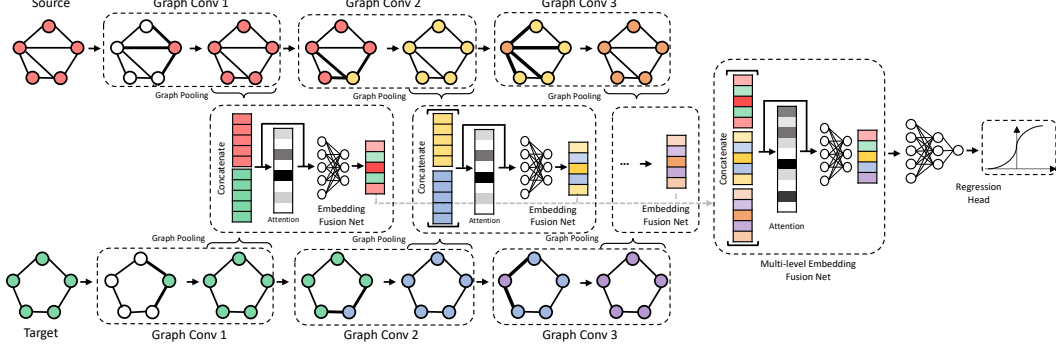 Source
Graph Conv 1
Graph Conv 2
Graph Conv 3
Graph Pooling
Graph Pooling
Graph Pooling
Concatenate
Attention
Embedding
Fusion Net
Concatenate
Attention
Embedding
Fusion Net
...
Embedding
Fusion Net
Concatenate
Attention
Multi-level Embedding
Fusion Net
Regression
Head
Graph Pooling
Graph Pooling
Graph Pooling
Target
Graph Conv 1
Graph Conv 2
Graph Conv 3